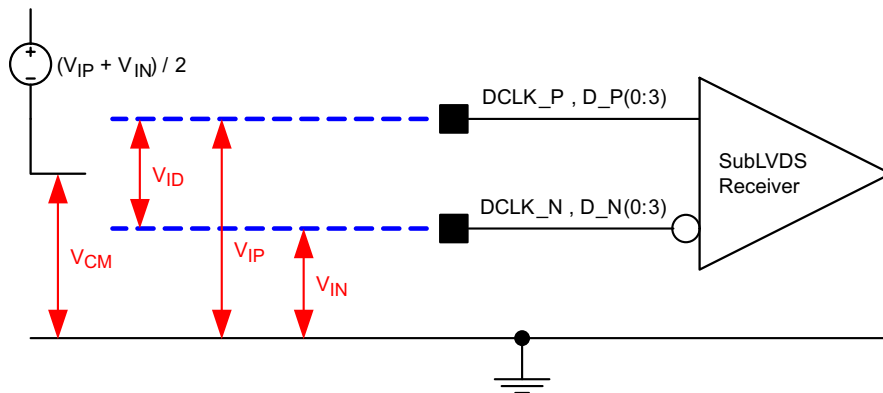 +
−
(VIP + VIN) / 2
DCLK_P , D_P(0:3)
SubLVDS
Receiver
VID
DCLK_N , D_N(0:3)
VCM
VIP
VIN